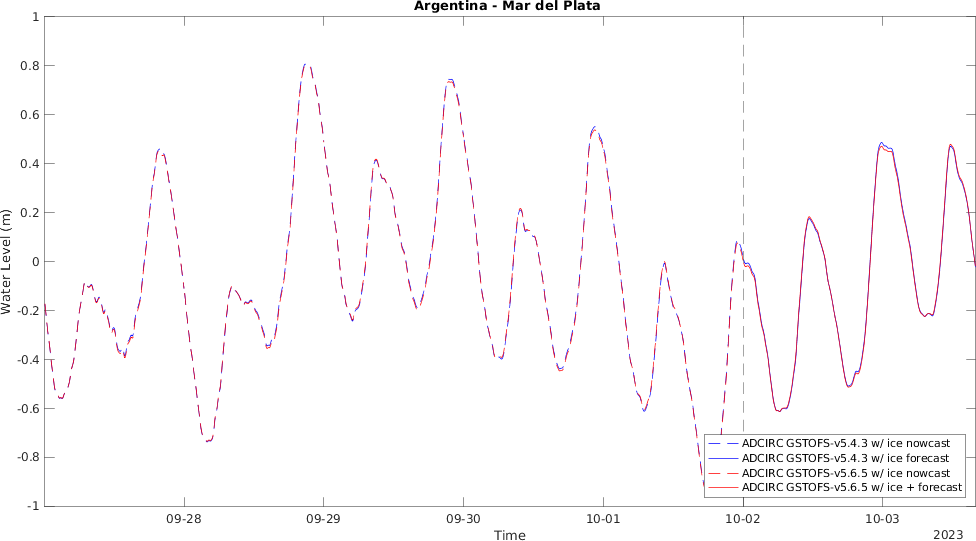 Argentina - Mar del Plata
1
0.8
0.6
0.4
0.2
0
-0.2
-0.4
-0.6
-0.8
-1
Water Level (m)
ADCIRC GSTOFS-v5.4.3 w/ ice nowcast
ADCIRC GSTOFS-v5.4.3 w/ ice forecast
ADCIRC GSTOFS-v5.6.5 w/ ice nowcast
ADCIRC GSTOFS-v5.6.5 w/ ice + forecast
09-28 09-29 09-30 10-01 10-02 10-03
Time
2023